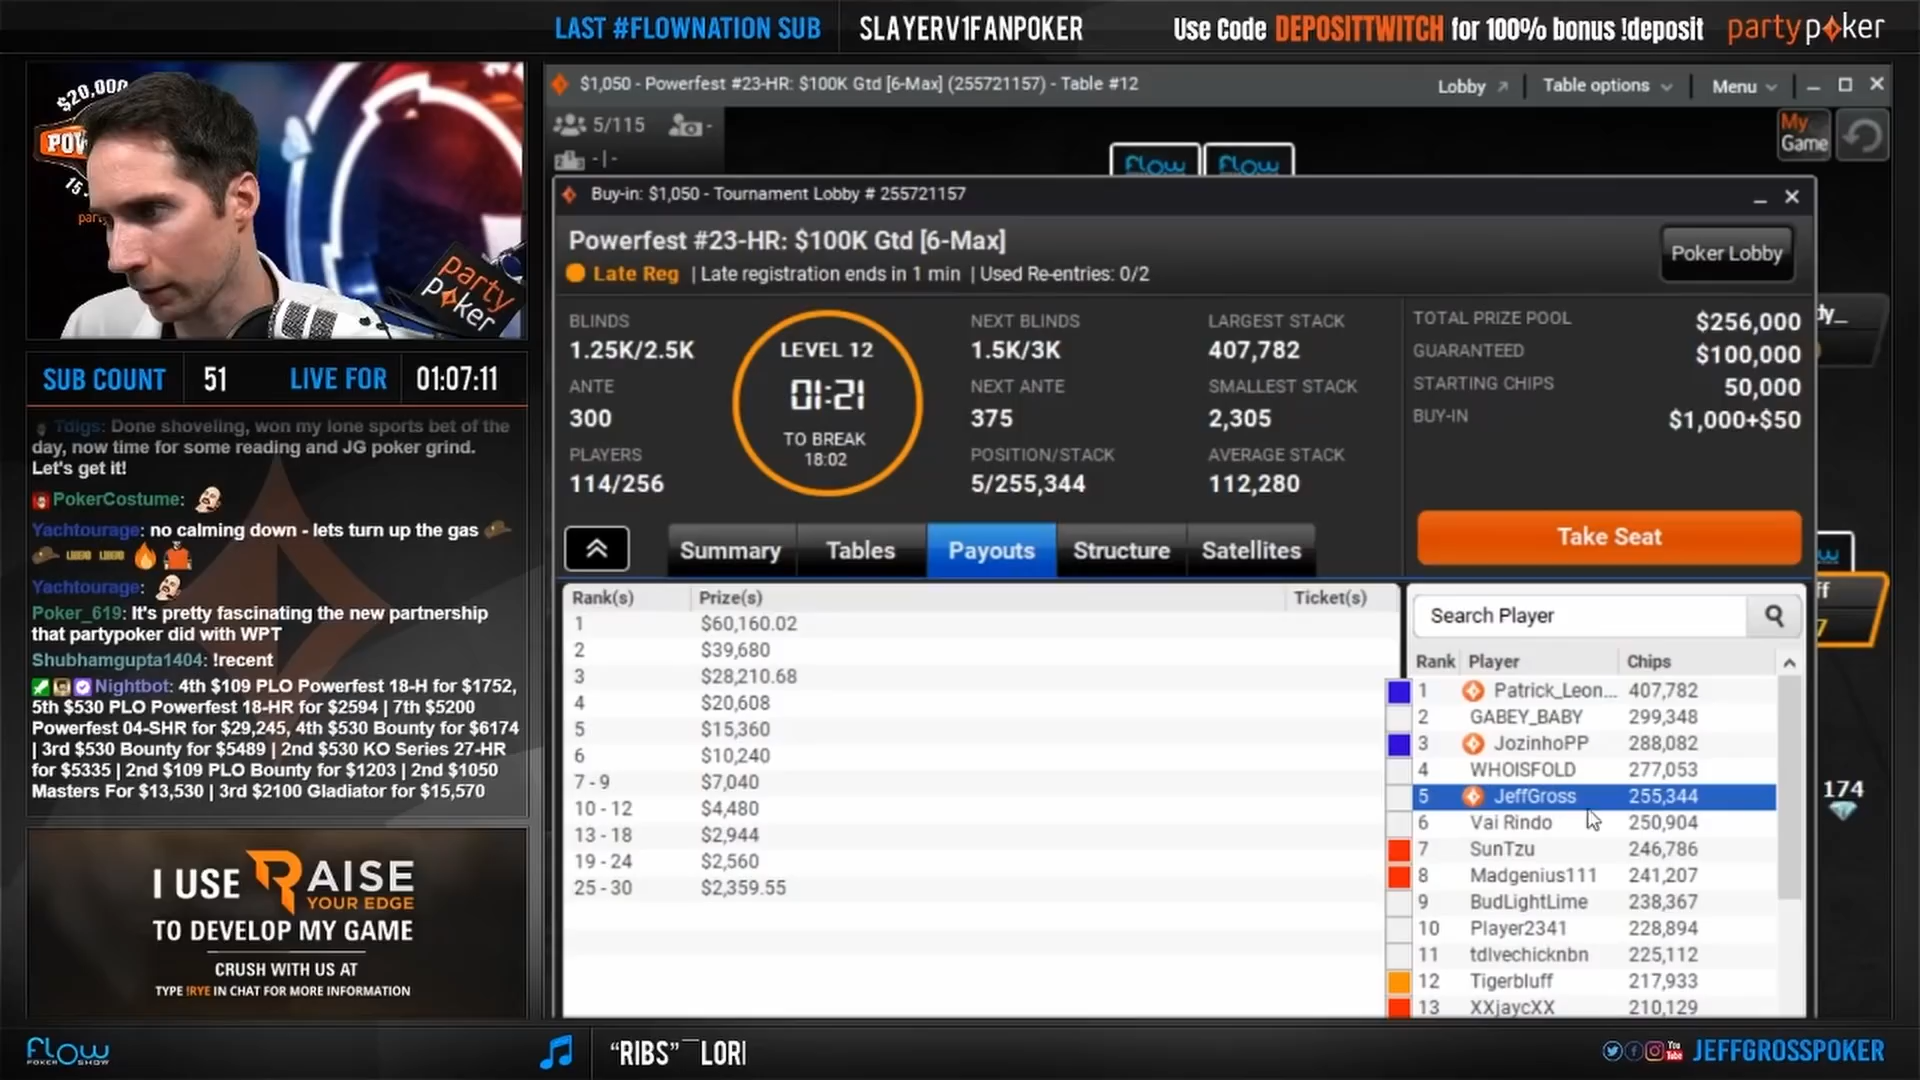 LAST #FLOWNATION SUB
SLAYERV1FANPOKER
Use Code DEPOSITTWITCH for 100% bonus !deposit
partypoker
$20,000
POW
party
poker
SUB COUNT 51 LIVE FOR 01:07:11
Tdigs: Done shoveling, won my lone sports bet of the
day, now time for some reading and JG poker grind.
Let's get it!
PokerCostume:
Yachtourage: no calming down - lets turn up the gas
Yachtourage:
Poker_619: It's pretty fascinating the new partnership
that partypoker did with WPT
Shubhamgupta1404: !recent
Nightbot: 4th $109 PLO Powerfest 18-H for $1752,
5th $530 PLO Powerfest 18-HR for $2594 | 7th $5200
Powerfest 04-SHR for $29,245, 4th $530 Bounty for $6174
| 3rd $530 Bounty for $5489 | 2nd $530 KO Series 27-HR
for $5335 | 2nd $109 PLO Bounty for $1203 | 2nd $1050
Masters For $13,530 | 3rd $2100 Gladiator for $15,570
I USE RAISE
YOUR EDGE
TO DEVELOP MY GAME
CRUSH WITH US AT
TYPE !RYE IN CHAT FOR MORE INFORMATION
$1,050 - Powerfest #23-HR: $100K Gtd [6-Max] (255721157) - Table #12
Lobby
Table options
Menu
5/115
-
- | -
My
Game
flow
flow
Buy-in: $1,050 - Tournament Lobby # 255721157
Powerfest #23-HR: $100K Gtd [6-Max]
Late Reg | Late registration ends in 1 min | Used Re-entries: 0/2
Poker Lobby
BLINDS
1.25K/2.5K
ANTE
300
PLAYERS
114/256
LEVEL 12
01:21
TO BREAK
18:02
NEXT BLINDS
1.5K/3K
NEXT ANTE
375
POSITION/STACK
5/255,344
LARGEST STACK
407,782
SMALLEST STACK
2,305
AVERAGE STACK
112,280
TOTAL PRIZE POOL $256,000
GUARANTEED $100,000
STARTING CHIPS 50,000
BUY-IN $1,000+$50
Take Seat
Summary
Tables
Payouts
Structure
Satellites
Rank(s) Prize(s) Ticket(s)
1 $60,160.02
2 $39,680
3 $28,210.68
4 $20,608
5 $15,360
6 $10,240
7 - 9 $7,040
10 - 12 $4,480
13 - 18 $2,944
19 - 24 $2,560
25 - 30 $2,359.55
Search Player
Rank Player Chips
1 Patrick_Leon... 407,782
2 GABEY_BABY 299,348
3 JozinhoPP 288,082
4 WHOISFOLD 277,053
5 JeffGross 255,344
6 Vai Rindo 250,904
7 SunTzu 246,786
8 Madgenius111 241,207
9 BudLightLime 238,367
10 Player2341 228,894
11 tdlvechicknbn 225,112
12 Tigerbluff 217,933
13 XXjaycXX 210,129
174
flow
POKER SHOW
"RIBS" ¯LORI
JEFFGROSSPOKER